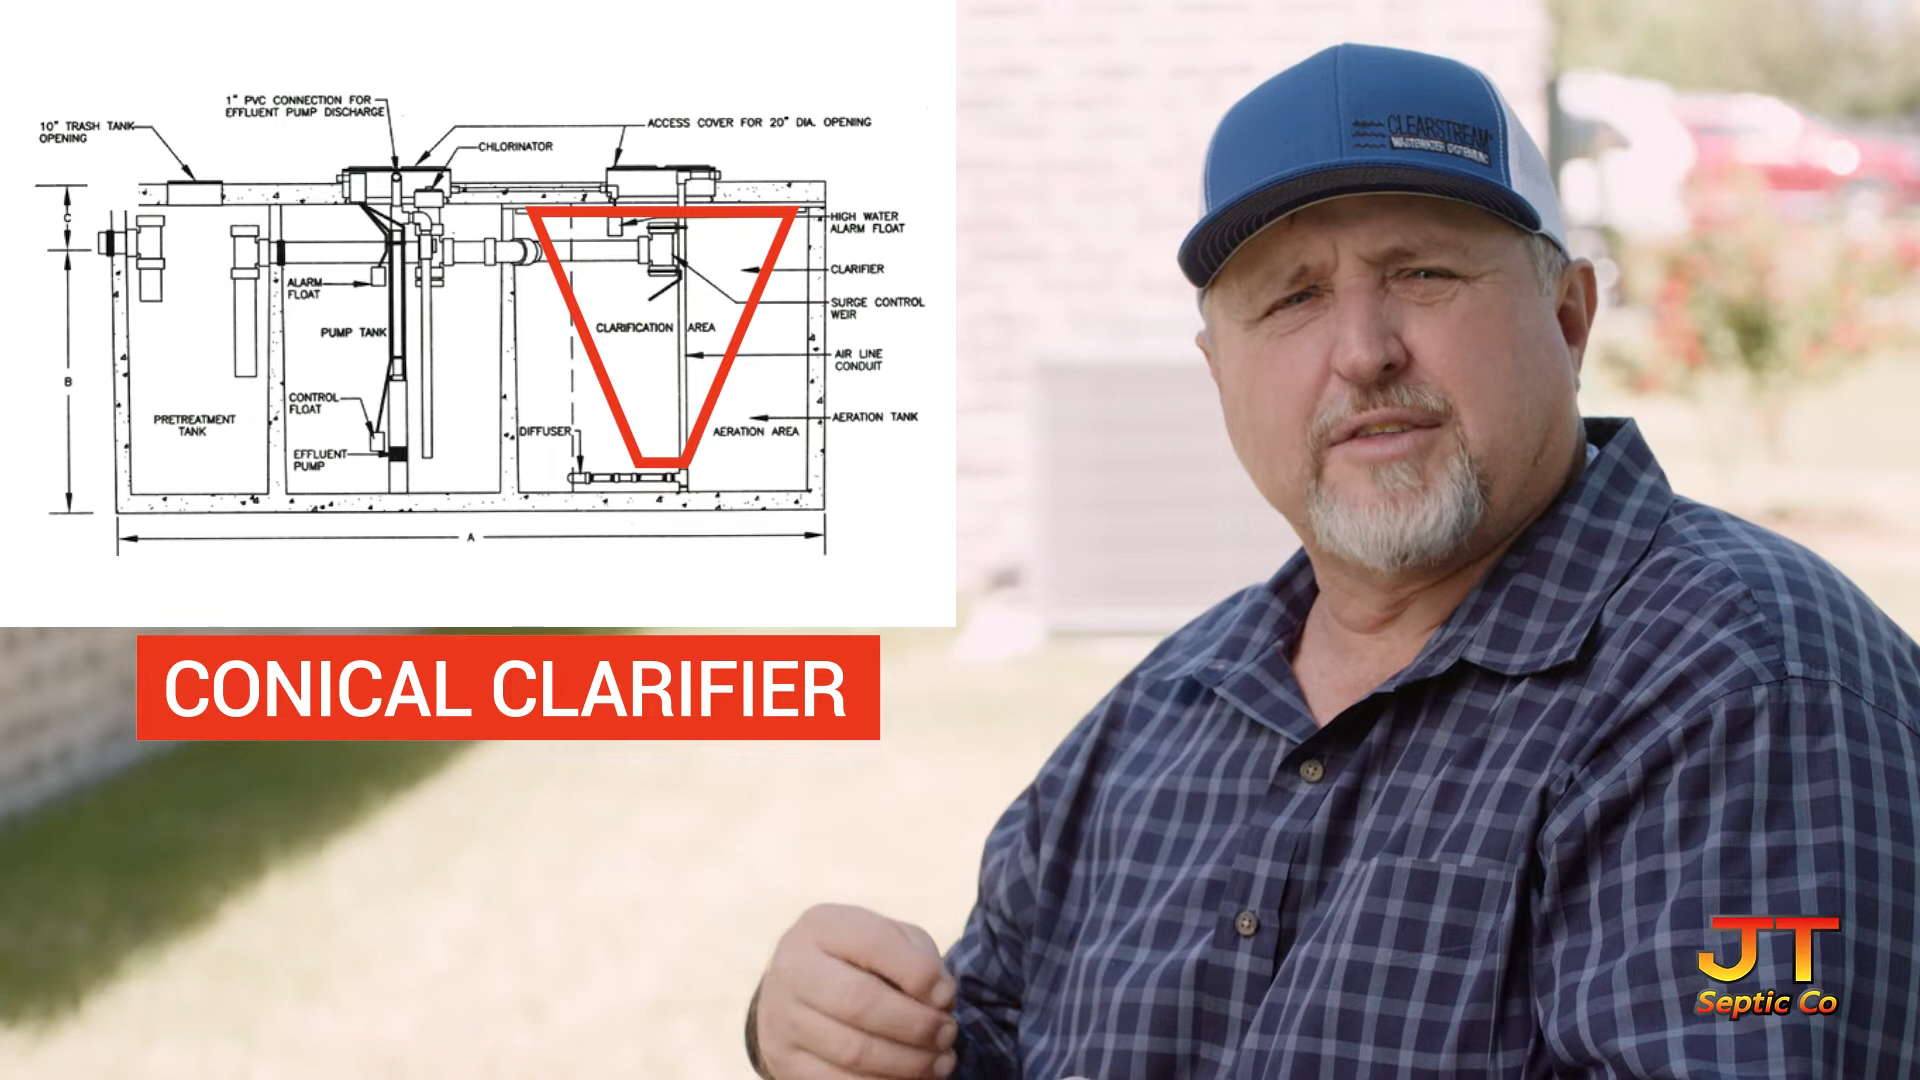 1" PVC CONNECTION FOR
EFFLUENT PUMP DISCHARGE
10" TRASH TANK
OPENING
ACCESS COVER FOR 20" DIA. OPENING
CHLORINATOR
C
HIGH WATER
ALARM FLOAT
CLARIFIER
ALARM
FLOAT
SURGE CONTROL
WEIR
PUMP TANK
CLARIFICATION AREA
AIR LINE
CONDUIT
B
CONTROL
FLOAT
PRETREATMENT
TANK
AERATION TANK
DIFFUSER
AERATION AREA
EFFLUENT
PUMP
A
CONICAL CLARIFIER
CLEARSTREAM
WASTEWATER SYSTEMS, INC
JT
Septic Co